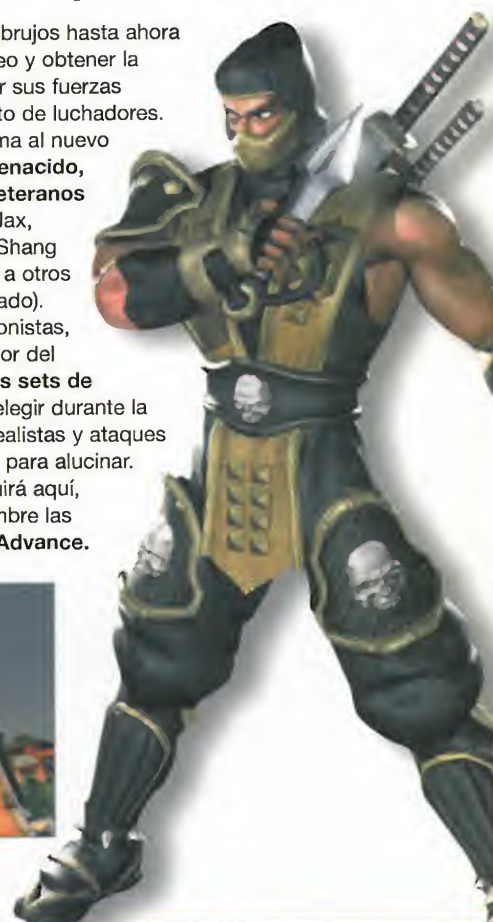 brujos hasta ahora
eo y obtener la
r sus fuerzas
to de luchadores.
ma al nuevo
enacido,
eteranos
Jax,
Shang
a otros
ado).
onistas,
or del
s sets de
elegir durante la
ealistas y ataques
para alucinar.
uirá aquí,
mbre las
Advance.